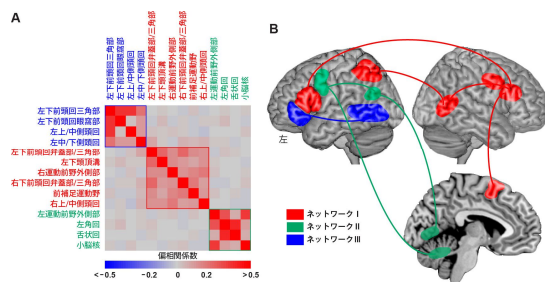 A
左下前頭回三角部
左下前頭回眼窩部
左上/中側頭回
左中/下側頭回
左下前頭回弁蓋部/三角部
左下頭頂溝
右運動前野外側部
右下前頭回弁蓋部/三角部
前補足運動野
右上/中側頭回
左運動前野外側部
左角回
舌状回
小脳核
左下前頭回三角部
左下前頭回眼窩部
左上/中側頭回
左中/下側頭回
左下前頭回弁蓋部/三角部
左下頭頂溝
右運動前野外側部
右下前頭回弁蓋部/三角部
前補足運動野
右上/中側頭回
左運動前野外側部
左角回
舌状回
小脳核
偏相関係数
<−0.5
0
>0.5
B
左
ネットワークⅠ
ネットワークⅡ
ネットワークⅢ